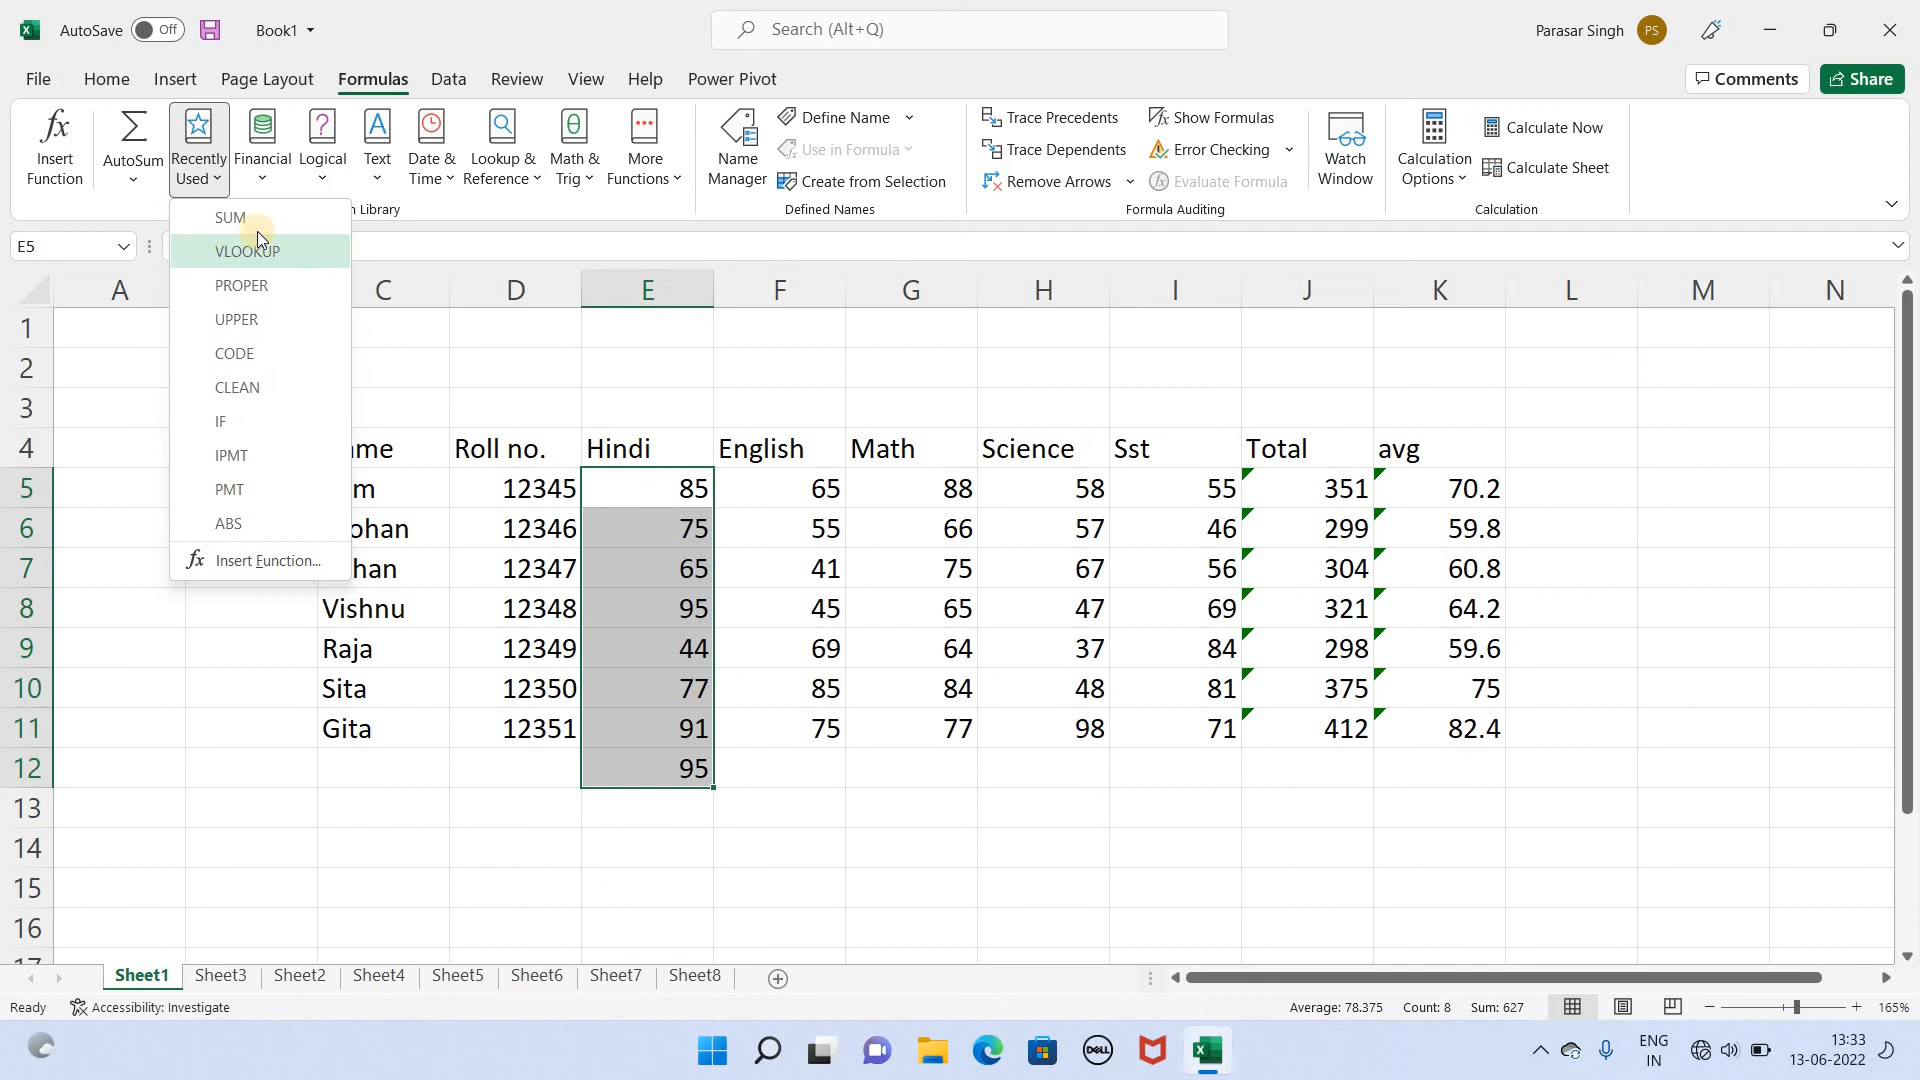 AutoSave Off Book1 Search (Alt+Q) Parasar Singh PS
File Home Insert Page Layout Formulas Data Review View Help Power Pivot Comments Share
Insert Function AutoSum Recently Used Financial Logical Text Date & Time Lookup & Reference Math & Trig More Functions Name Manager Define Name Use in Formula Create from Selection Trace Precedents Trace Dependents Remove Arrows Show Formulas Error Checking Evaluate Formula Watch Window Calculation Options Calculate Now Calculate Sheet
Library Defined Names Formula Auditing Calculation
SUM
VLOOKUP
PROPER
UPPER
CODE
CLEAN
IF
IPMT
PMT
ABS
fx Insert Function...
E5
A C D E F G H I J K L M N
1
2
3
4 me Roll no. Hindi English Math Science Sst Total avg
5 m 12345 85 65 88 58 55 351 70.2
6 ohan 12346 75 55 66 57 46 299 59.8
7 han 12347 65 41 75 67 56 304 60.8
8 Vishnu 12348 95 45 65 47 69 321 64.2
9 Raja 12349 44 69 64 37 84 298 59.6
10 Sita 12350 77 85 84 48 81 375 75
11 Gita 12351 91 75 77 98 71 412 82.4
12 95
13
14
15
16
17
Sheet1 Sheet3 Sheet2 Sheet4 Sheet5 Sheet6 Sheet7 Sheet8
Ready Accessibility: Investigate Average: 78.375 Count: 8 Sum: 627 165%
DELL ENG IN 13:33 13-06-2022